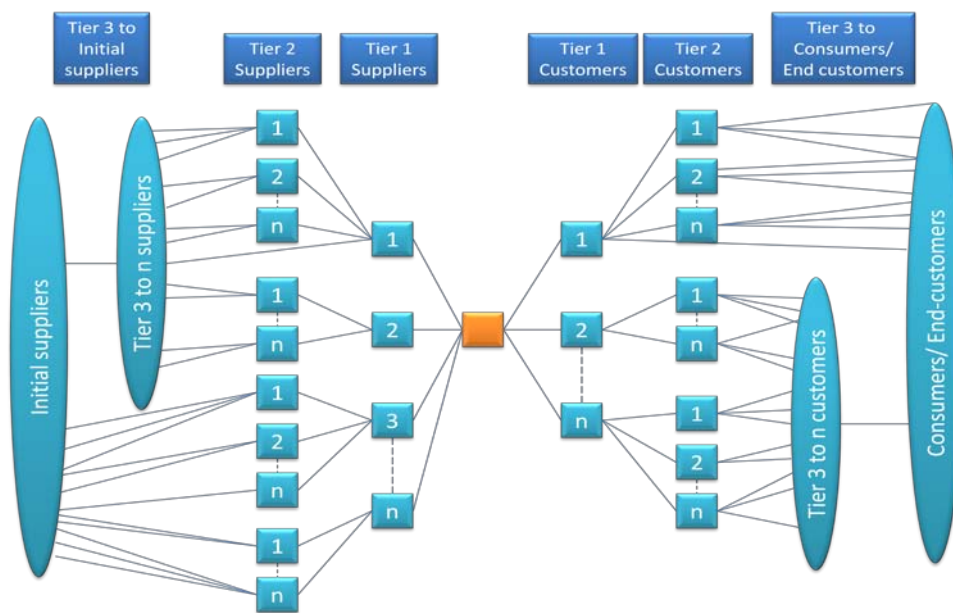 Tier 3 to
Initial
suppliers
Tier 2
Suppliers
Tier 1
Suppliers
Tier 1
Customers
Tier 2
Customers
Tier 3 to
Consumers/
End customers
Initial suppliers
Tier 3 to n suppliers
1
2
n
1
n
1
2
n
1
n
1
2
3
n
1
2
n
1
2
n
1
n
1
2
n
Tier 3 to n customers
Consumers/ End-customers